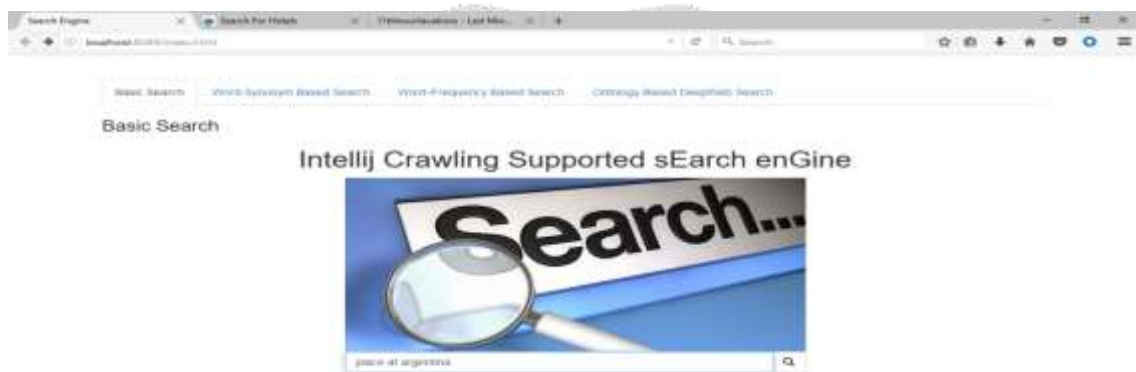 Search Engine
Search For Hotels
Search
Basic Search
Word-Synonym Based Search
Word-Frequency Based Search
Ontology Based DeepWeb Search
Basic Search
Intellij Crawling Supported sEarch enGine
Search...
place at argentina